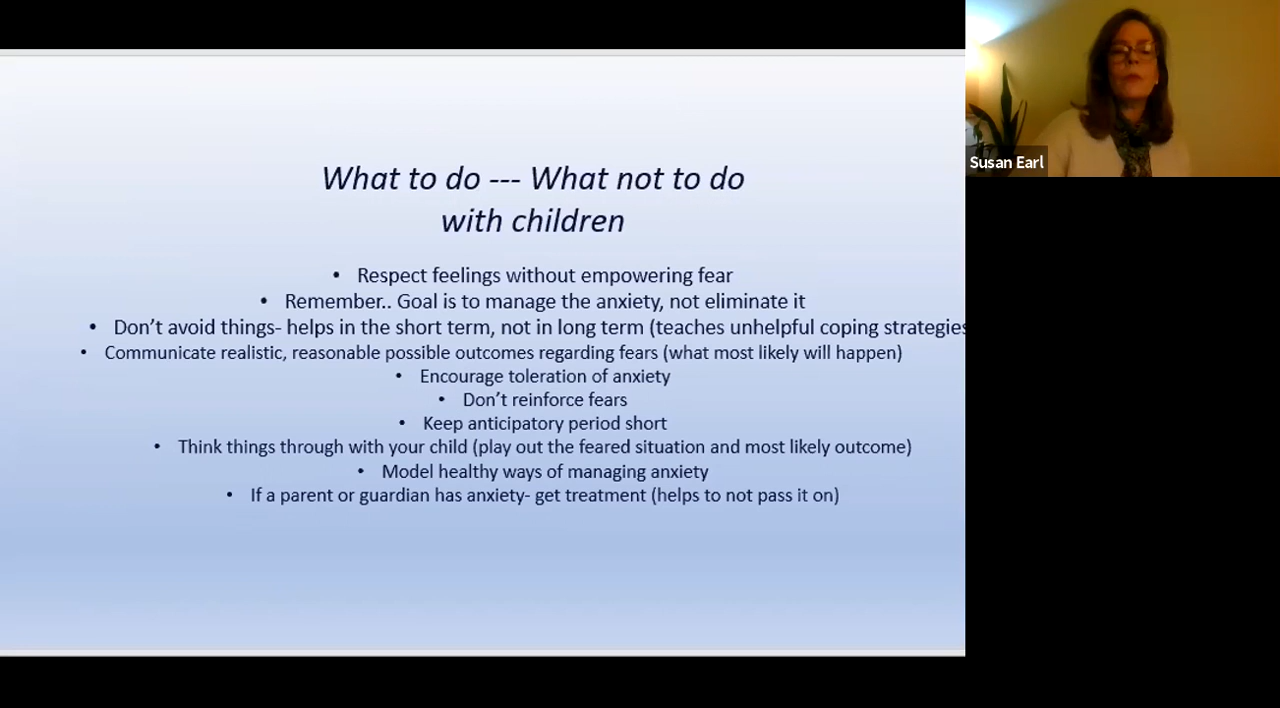 What to do --- What not to do
with children
• Respect feelings without empowering fear
• Remember.. Goal is to manage the anxiety, not eliminate it
• Don’t avoid things- helps in the short term, not in long term (teaches unhelpful coping strategies
• Communicate realistic, reasonable possible outcomes regarding fears (what most likely will happen)
• Encourage toleration of anxiety
• Don’t reinforce fears
• Keep anticipatory period short
• Think things through with your child (play out the feared situation and most likely outcome)
• Model healthy ways of managing anxiety
• If a parent or guardian has anxiety- get treatment (helps to not pass it on)
Susan Earl